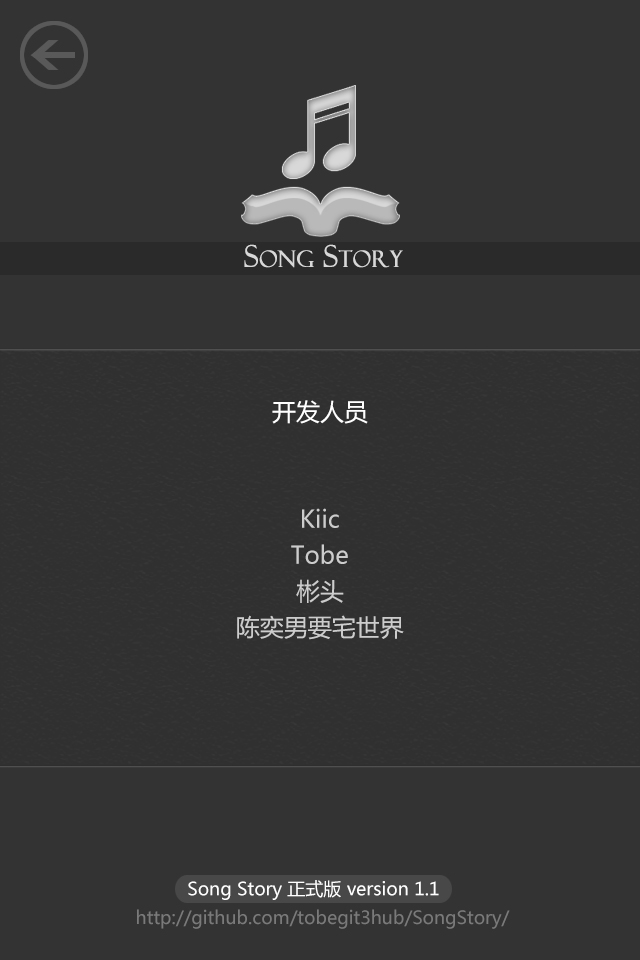 Song Story
开发人员
Kiic
Tobe
彬头
陈奕男要宅世界
Song Story 正式版 version 1.1
http://github.com/tobegit3hub/SongStory/